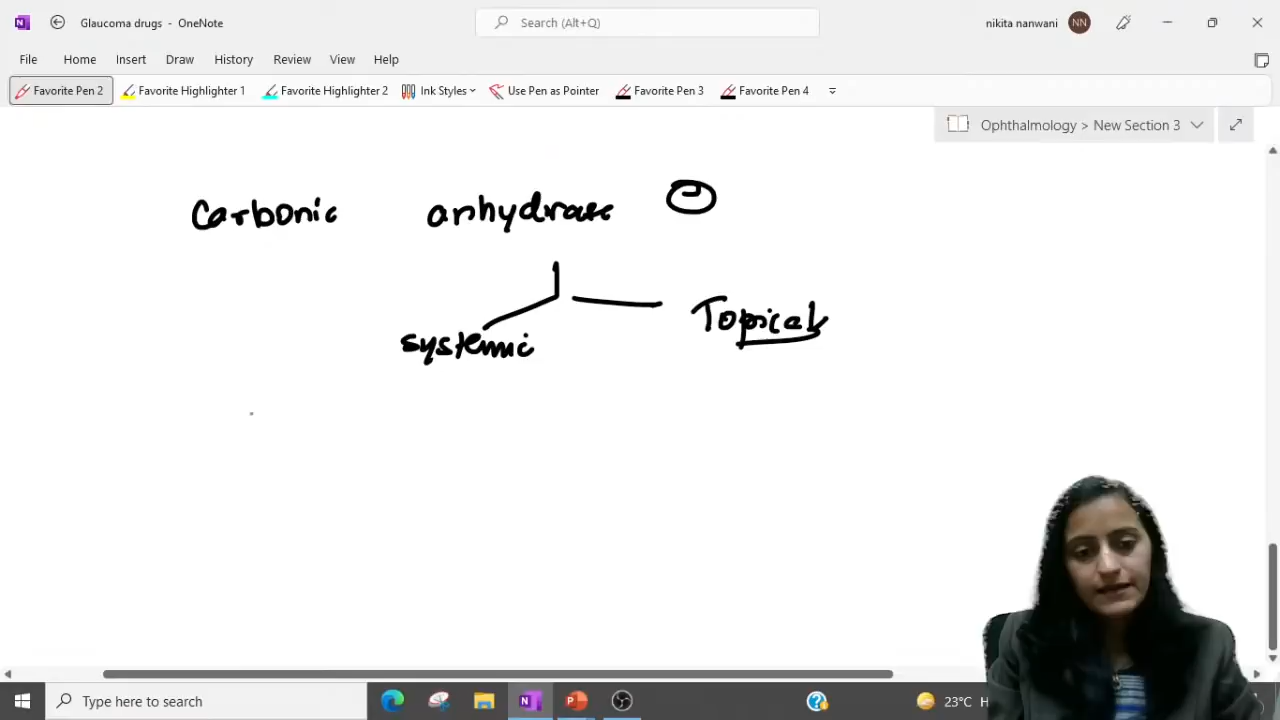 Glaucoma drugs - OneNote
Search (Alt+Q)
nikita nanwani
NN
File Home Insert Draw History Review View Help
Favorite Pen 2 Favorite Highlighter 1 Favorite Highlighter 2 Ink Styles Use Pen as Pointer Favorite Pen 3 Favorite Pen 4
Ophthalmology > New Section 3
Carbonic anhydrase
systemic
Topical
Type here to search
23°C H